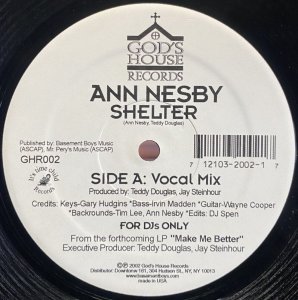 GOD'S
HOUSE
RECORDS
ANN NESBY
SHELTER
(Ann Nesby, Teddy Douglas)
Published by: Basement Boys Music
(ASCAP) Mr. Pery's Music (ASCAP)
GHR002
it's time child
Records
7 12103-2002-1 7
SIDE A: Vocal Mix
Produced by: Teddy Douglas, Jay Steinhour
Credits: Keys-Gary Hudgins *Bass-Irvin Madden *Guitar-Wayne Cooper
*Backrounds-Tim Lee, Ann Nesby *Edits: DJ Spen
FOR DJs ONLY
From the forthcoming LP "Make Me Better"
Executive Producer: Teddy Douglas, Jay Steinhour
℗ © 2002 God's House Records
Distributor: Downtown 161, 304 Hudson St., NY, NY 10013
www.basementboys.com
made in USA